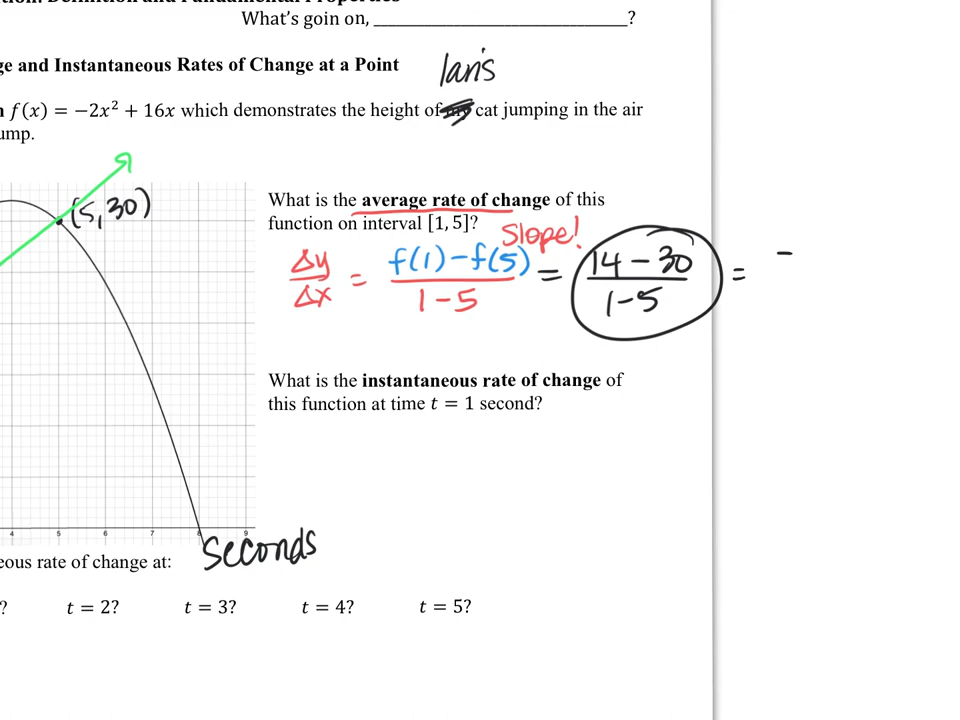 What's goin on, ______________________________?
ge and Instantaneous Rates of Change at a Point
Ian's
f(x) = −2x² + 16x which demonstrates the height of cat jumping in the air
ump.
(5,30)
What is the average rate of change of this
function on interval [1, 5]?
Slope!
Δy/Δx = f(1)−f(5)/1−5 = 14−30/1−5 = −
What is the instantaneous rate of change of
this function at time t = 1 second?
4 5 6 7 8 9
seconds
eous rate of change at:
? t = 2? t = 3? t = 4? t = 5?